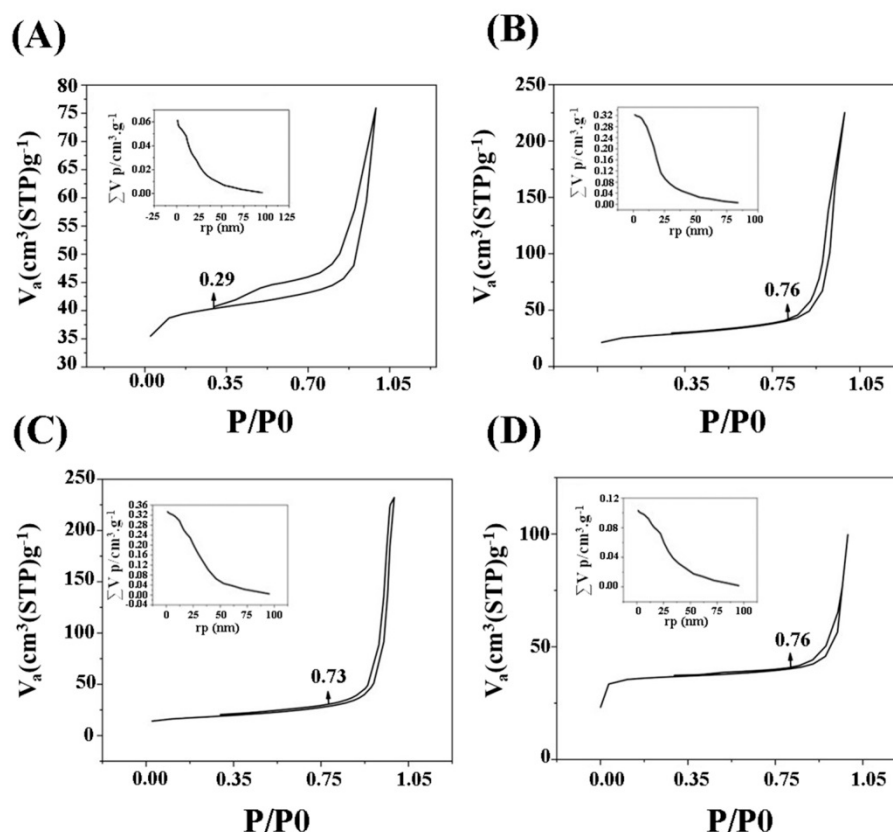 (A)
80
75
70
65
60
55
50
45
40
35
30
Va(cm3(STP)g-1)
0.06
0.04
0.02
0.00
∑V p/cm3.g-1
-25 0 25 50 75 100 125
rp (nm)
0.29
0.00 0.35 0.70 1.05
P/P0
(B)
250
200
150
100
50
0
Va(cm3(STP)g-1)
0.32
0.28
0.24
0.20
0.16
0.12
0.08
0.04
0.00
∑V p/cm3.g-1
0 25 50 75 100
rp (nm)
0.76
0.35 0.75 1.05
P/P0
(C)
250
200
150
100
50
0
Va(cm3(STP)g-1)
0.36
0.32
0.28
0.24
0.20
0.16
0.12
0.08
0.04
0.00
-0.04
∑V p/cm3.g-1
0 25 50 75 100
rp (nm)
0.73
0.00 0.35 0.75 1.05
P/P0
(D)
100
50
0
Va(cm3(STP)g-1)
0.12
0.08
0.04
0.00
∑V p/cm3.g-1
0 25 50 75 100
rp (nm)
0.76
0.00 0.35 0.75 1.05
P/P0